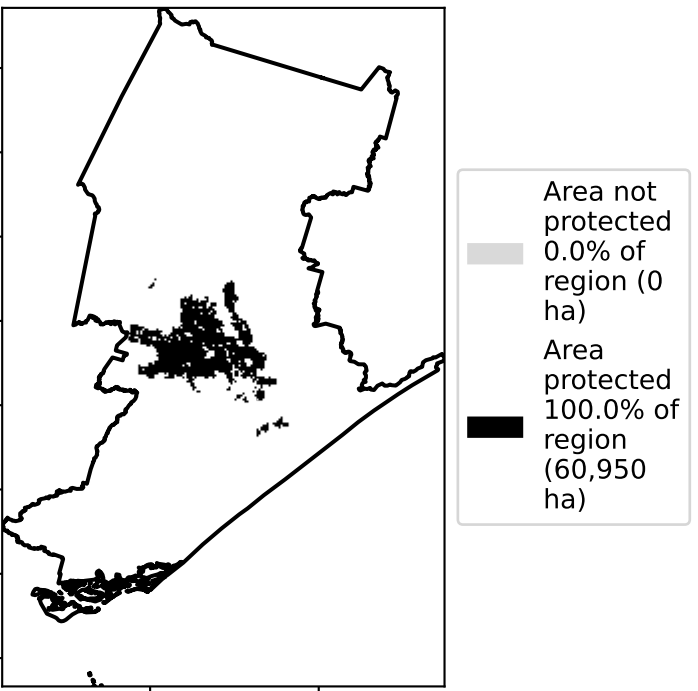 Area not
protected
0.0% of
region (0
ha)
Area
protected
100.0% of
region
(60,950
ha)